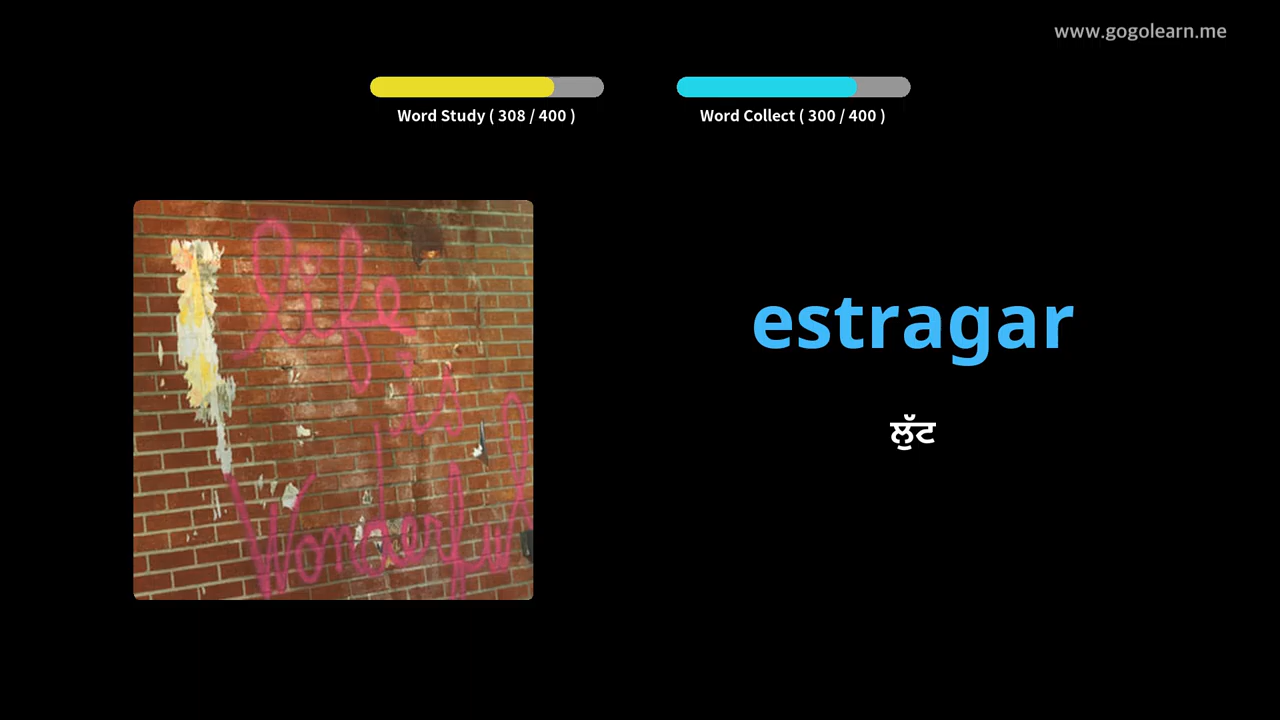 www.gogolearn.me
Word Study ( 308 / 400 )
Word Collect ( 300 / 400 )
life
is
Wonderful
estragar
ਲੁੱਟ